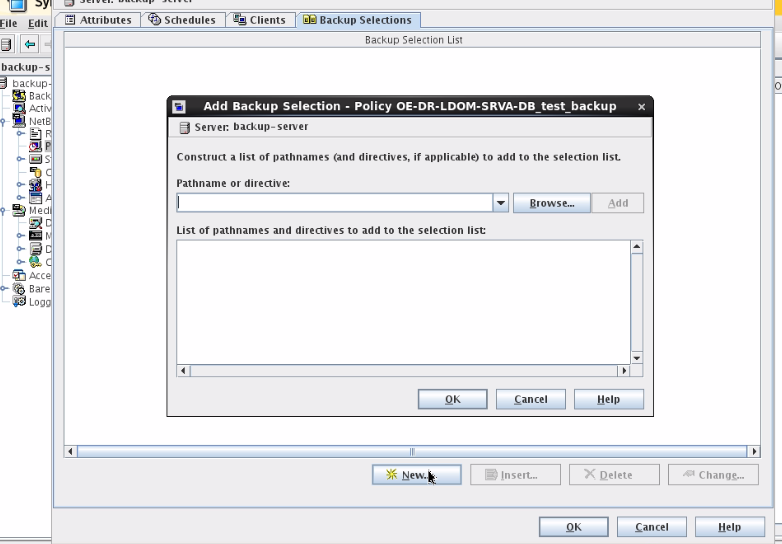 Server: backup-server
File Edit
Attributes Schedules Clients Backup Selections
Backup Selection List
backup-s
backup-
Back
Activ
NetB
R
P
S
C
H
A
Medi
D
M
D
C
Acce
Bare
Logg
Add Backup Selection - Policy OE-DR-LDOM-SRVA-DB_test_backup
Server: backup-server
Construct a list of pathnames (and directives, if applicable) to add to the selection list.
Pathname or directive:
Browse... Add
List of pathnames and directives to add to the selection list:
OK Cancel Help
New... Insert... Delete Change...
OK Cancel Help